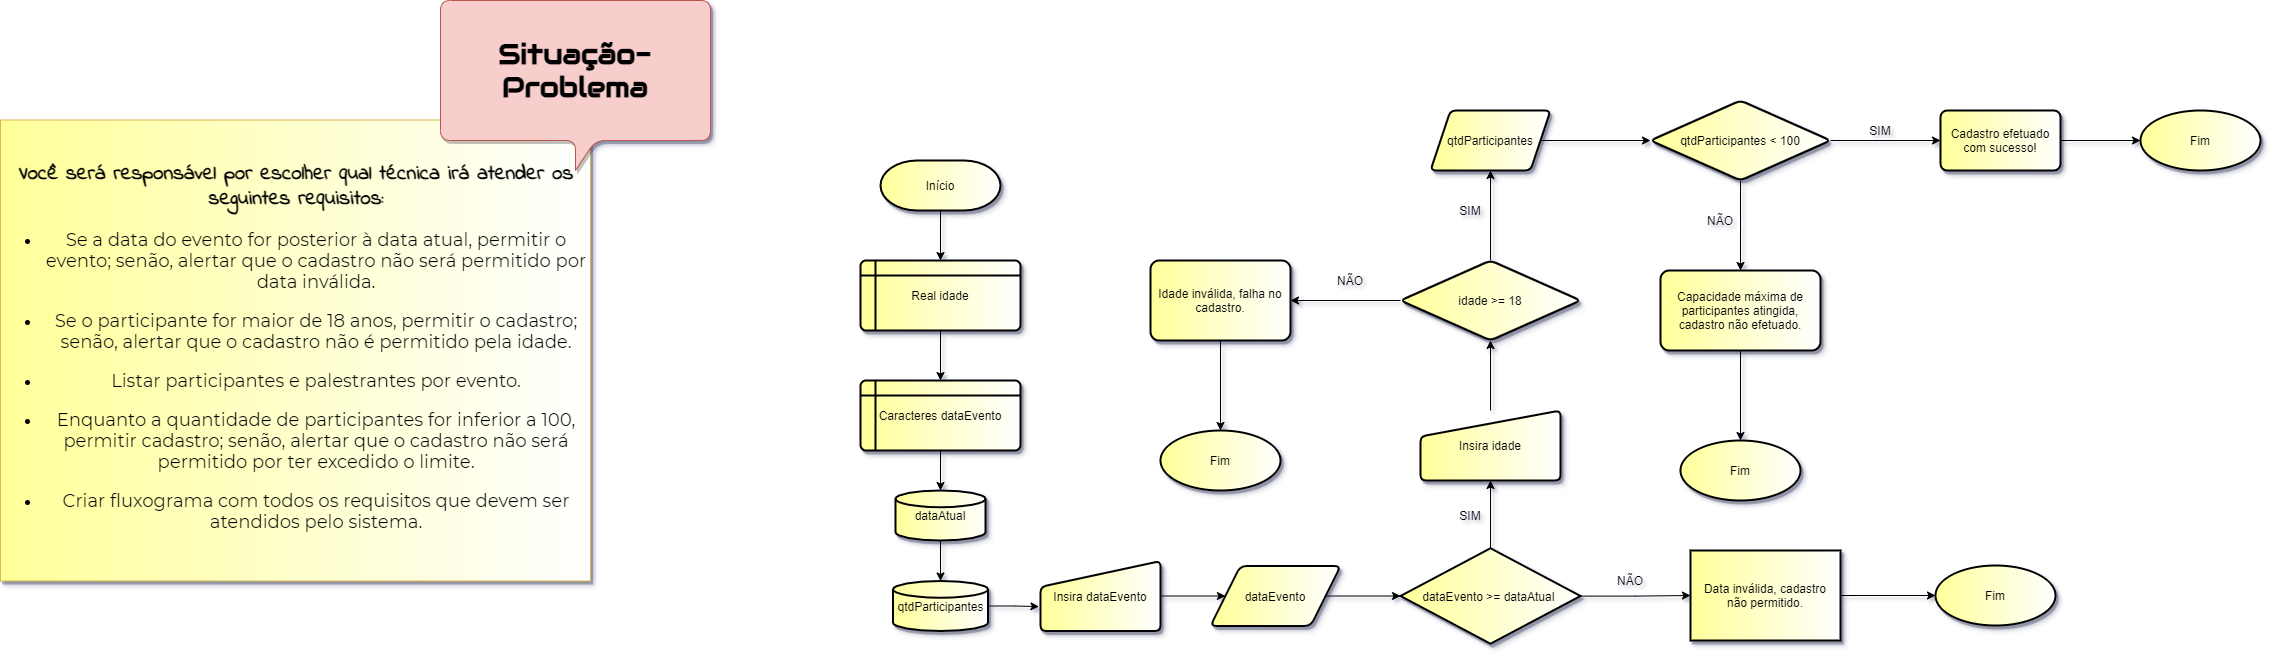 Situação-
Problema
Você será responsável por escolher qual técnica irá atender os
seguintes requisitos:
• Se a data do evento for posterior à data atual, permitir o
evento; senão, alertar que o cadastro não será permitido por
data inválida.
• Se o participante for maior de 18 anos, permitir o cadastro;
senão, alertar que o cadastro não é permitido pela idade.
• Listar participantes e palestrantes por evento.
• Enquanto a quantidade de participantes for inferior a 100,
permitir cadastro; senão, alertar que o cadastro não será
permitido por ter excedido o limite.
• Criar fluxograma com todos os requisitos que devem ser
atendidos pelo sistema.
Início
Real idade
Caracteres dataEvento
dataAtual
qtdParticipantes
Insira dataEvento
dataEvento
dataEvento >= dataAtual
NÃO
Data inválida, cadastro
não permitido.
Fim
SIM
Insira idade
idade >= 18
NÃO
Idade inválida, falha no
cadastro.
Fim
SIM
qtdParticipantes
qtdParticipantes < 100
NÃO
Capacidade máxima de
participantes atingida,
cadastro não efetuado.
Fim
SIM
Cadastro efetuado
com sucesso!
Fim